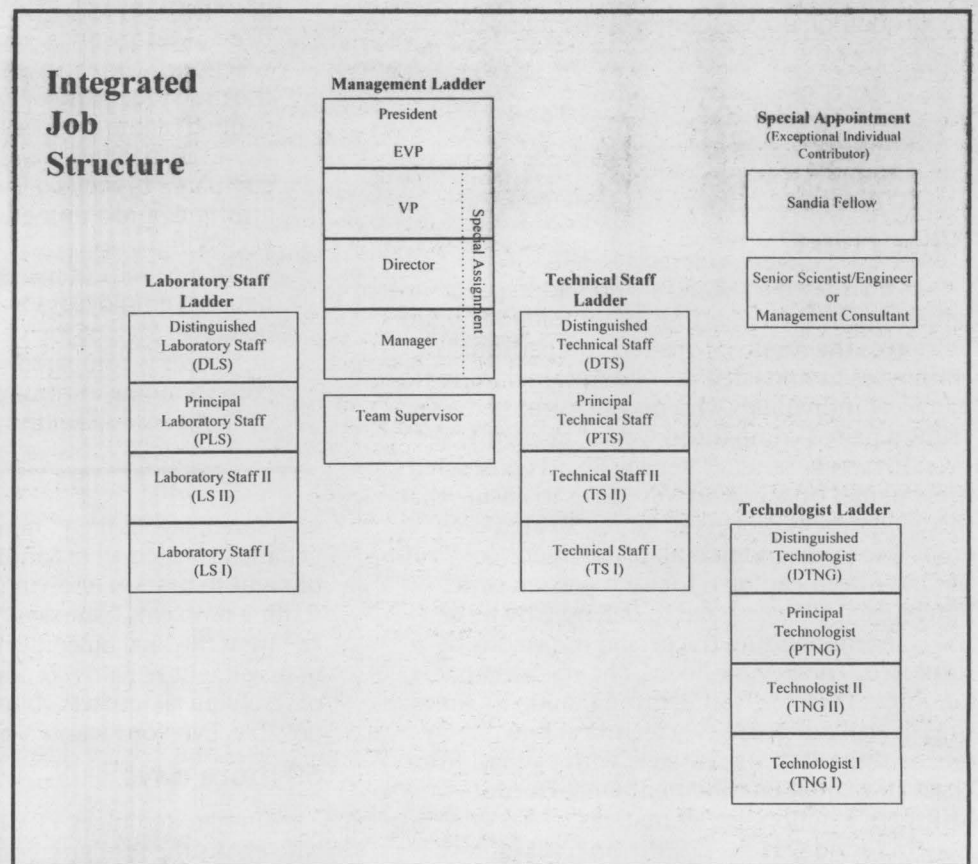 Integrated
Job
Structure
Management Ladder
President
EVP
VP
Director
Manager
Special Assignment
Team Supervisor
Special Appointment
(Exceptional Individual
Contributor)
Sandia Fellow
Senior Scientist/Engineer
or
Management Consultant
Laboratory Staff
Ladder
Distinguished
Laboratory Staff
(DLS)
Principal
Laboratory Staff
(PLS)
Laboratory Staff II
(LS II)
Laboratory Staff I
(LS I)
Technical Staff
Ladder
Distinguished
Technical Staff
(DTS)
Principal
Technical Staff
(PTS)
Technical Staff II
(TS II)
Technical Staff I
(TS I)
Technologist Ladder
Distinguished
Technologist
(DTNG)
Principal
Technologist
(PTNG)
Technologist II
(TNG II)
Technologist I
(TNG I)